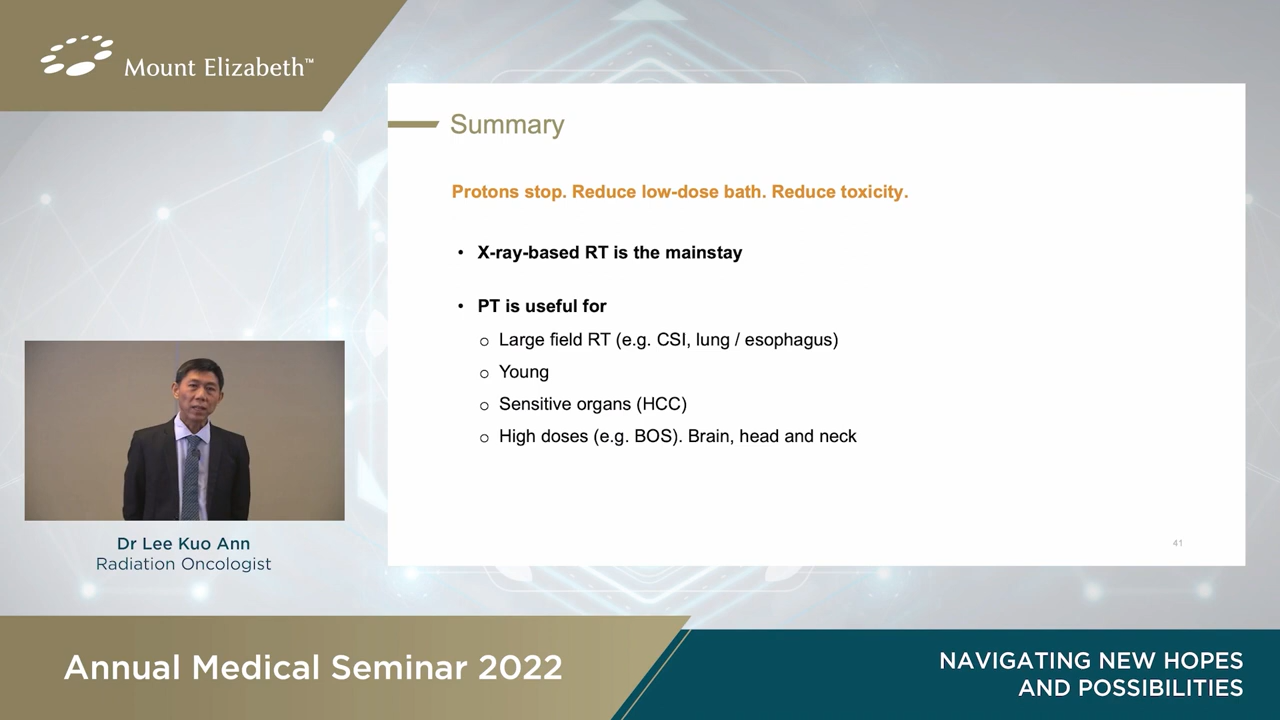 Mount Elizabeth™
Summary
Protons stop. Reduce low-dose bath. Reduce toxicity.
• X-ray-based RT is the mainstay
• PT is useful for
o Large field RT (e.g. CSI, lung / esophagus)
o Young
o Sensitive organs (HCC)
o High doses (e.g. BOS). Brain, head and neck
41
Dr Lee Kuo Ann
Radiation Oncologist
Annual Medical Seminar 2022
NAVIGATING NEW HOPES
AND POSSIBILITIES